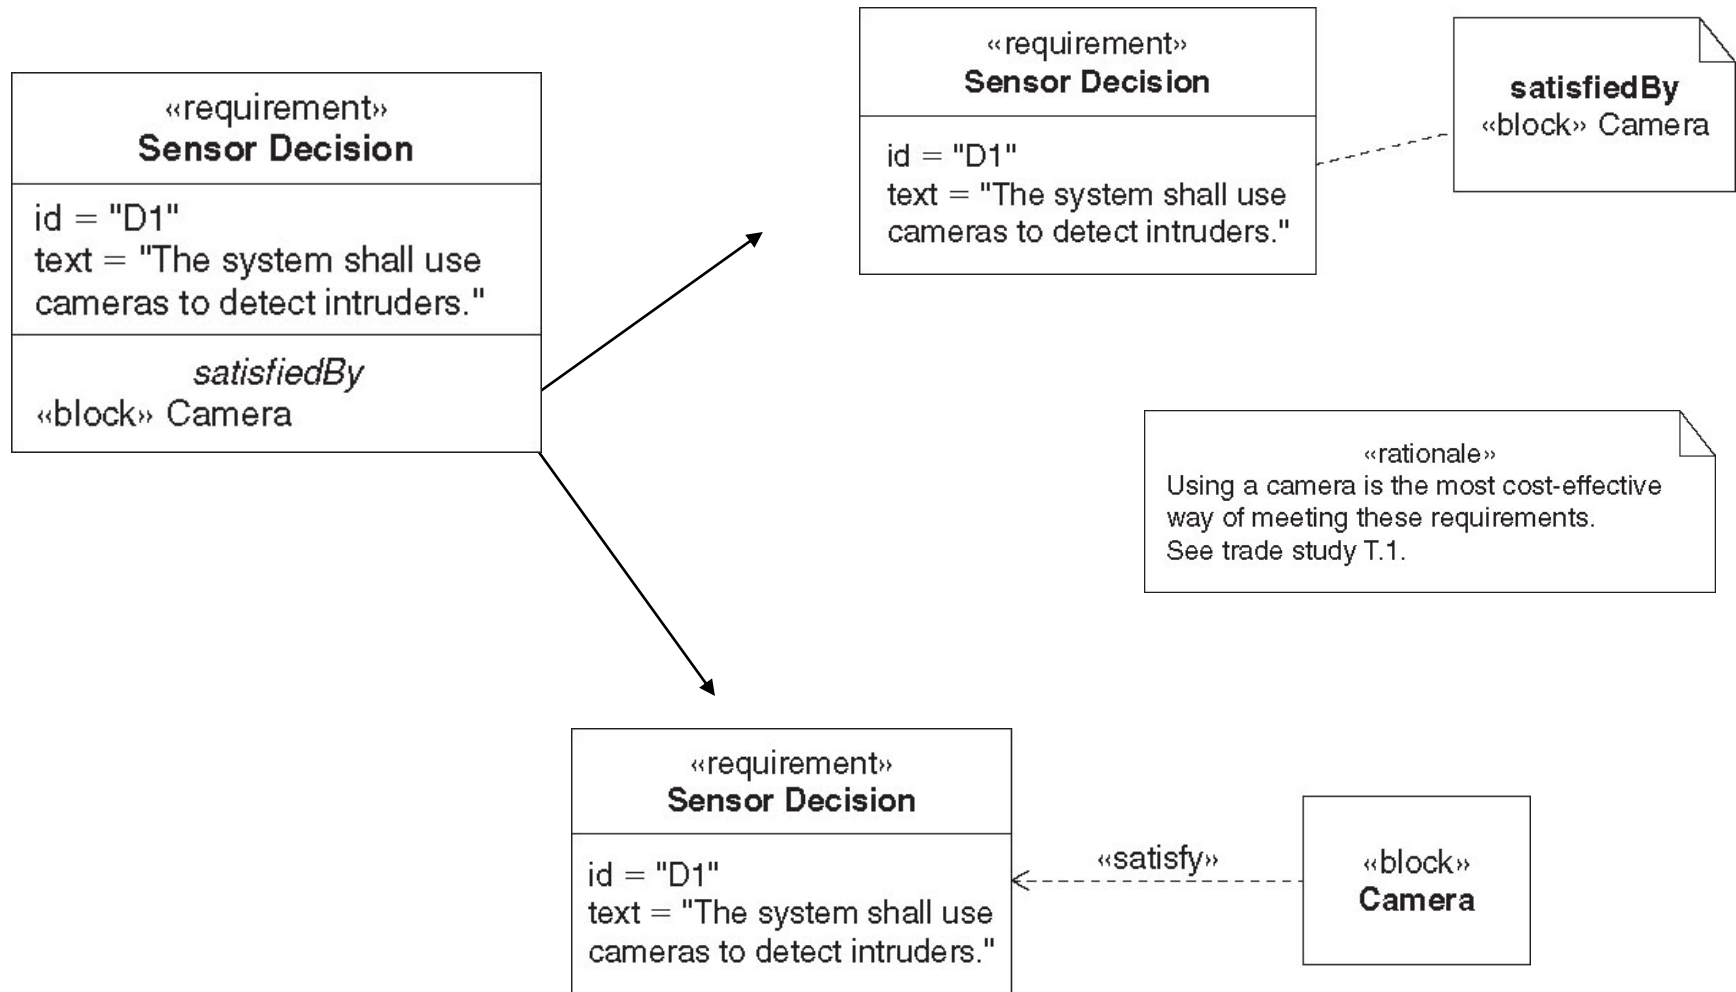 «requirement»
Sensor Decision
id = "D1"
text = "The system shall use
cameras to detect intruders."
satisfiedBy
«block» Camera
«requirement»
Sensor Decision
id = "D1"
text = "The system shall use
cameras to detect intruders."
satisfiedBy
«block» Camera
«rationale»
Using a camera is the most cost-effective
way of meeting these requirements.
See trade study T.1.
«requirement»
Sensor Decision
id = "D1"
text = "The system shall use
cameras to detect intruders."
«satisfy»
«block»
Camera